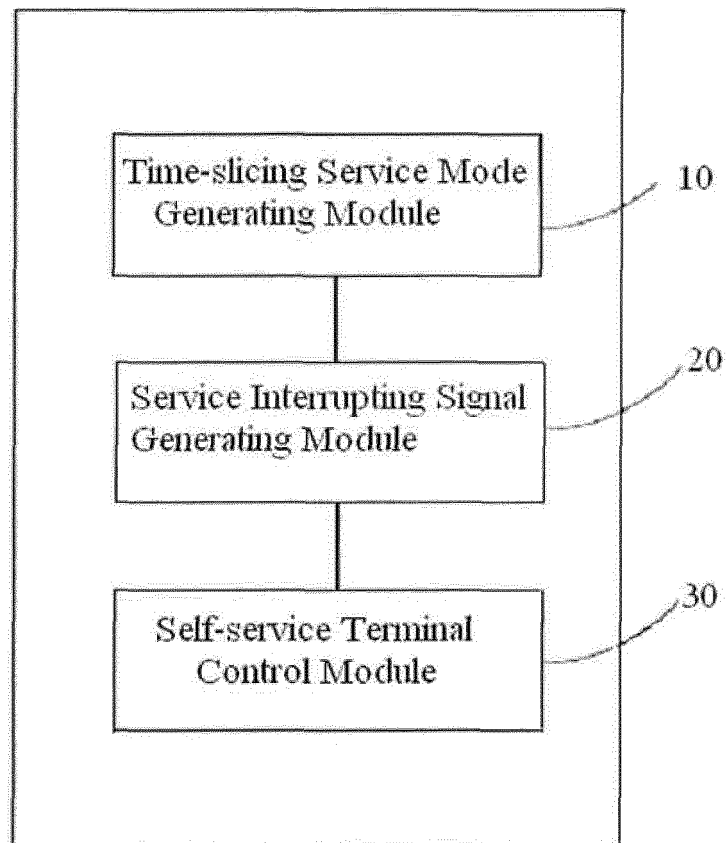 Time-slicing Service Mode
Generating Module
10
Service Interrupting Signal
Generating Module
20
Self-service Terminal
Control Module
30